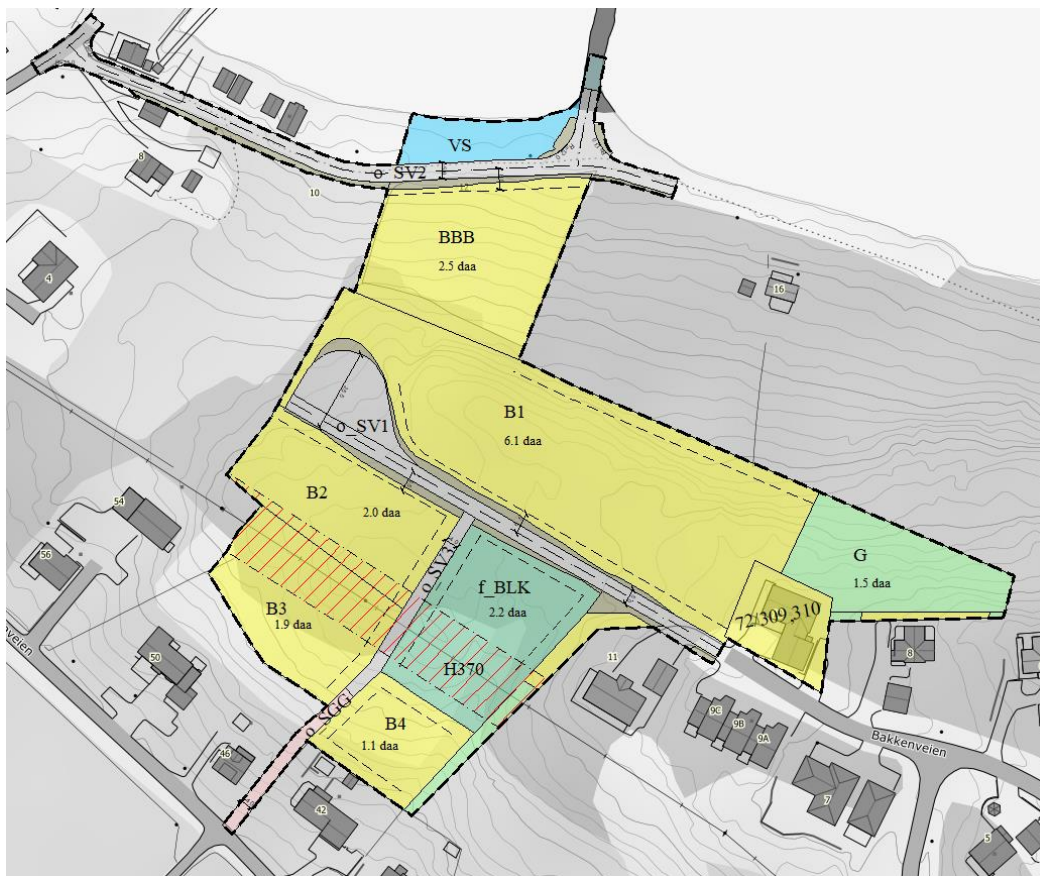 VS
o_SV2
8
10
BBB
2.5 daa
4
16
B1
6.1 daa
o_SV1
B2
2.0 daa
54
o_SV3
G
1.5 daa
56
f_BLK
2.2 daa
72/309,310
B3
1.9 daa
H370
11
8
50
o_SGG
B4
1.1 daa
9C
9B
9A
Bakkenveien
46
42
7
5